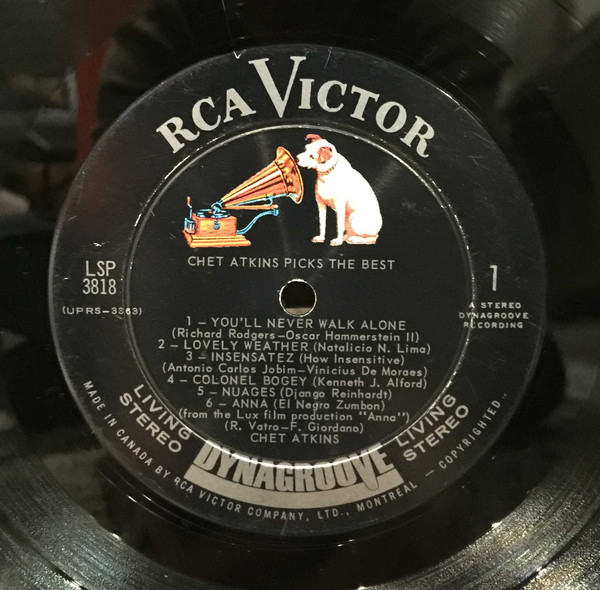 RCA VICTOR
CHET ATKINS PICKS THE BEST
LSP
3818
(UPRS-3363)
1
A STEREO
DYNAGROOVE
RECORDING
1 – YOU'LL NEVER WALK ALONE
(Richard Rodgers–Oscar Hammerstein II)
2 – LOVELY WEATHER (Natalicio N. Lima)
3 – INSENSATEZ (How Insensitive)
(Antonio Carlos Jobim–Vinicius De Moraes)
4 – COLONEL BOGEY (Kenneth J. Alford)
5 – NUAGES (Django Reinhardt)
6 – ANNA (El Negro Zumbon)
(from the Lux film production "Anna")
(R. Vatro–F. Giordano)
CHET ATKINS
LIVING
STEREO
DYNAGROOVE
LIVING
STEREO
MADE IN CANADA BY RCA VICTOR COMPANY, LTD., MONTREAL – COPYRIGHTED..